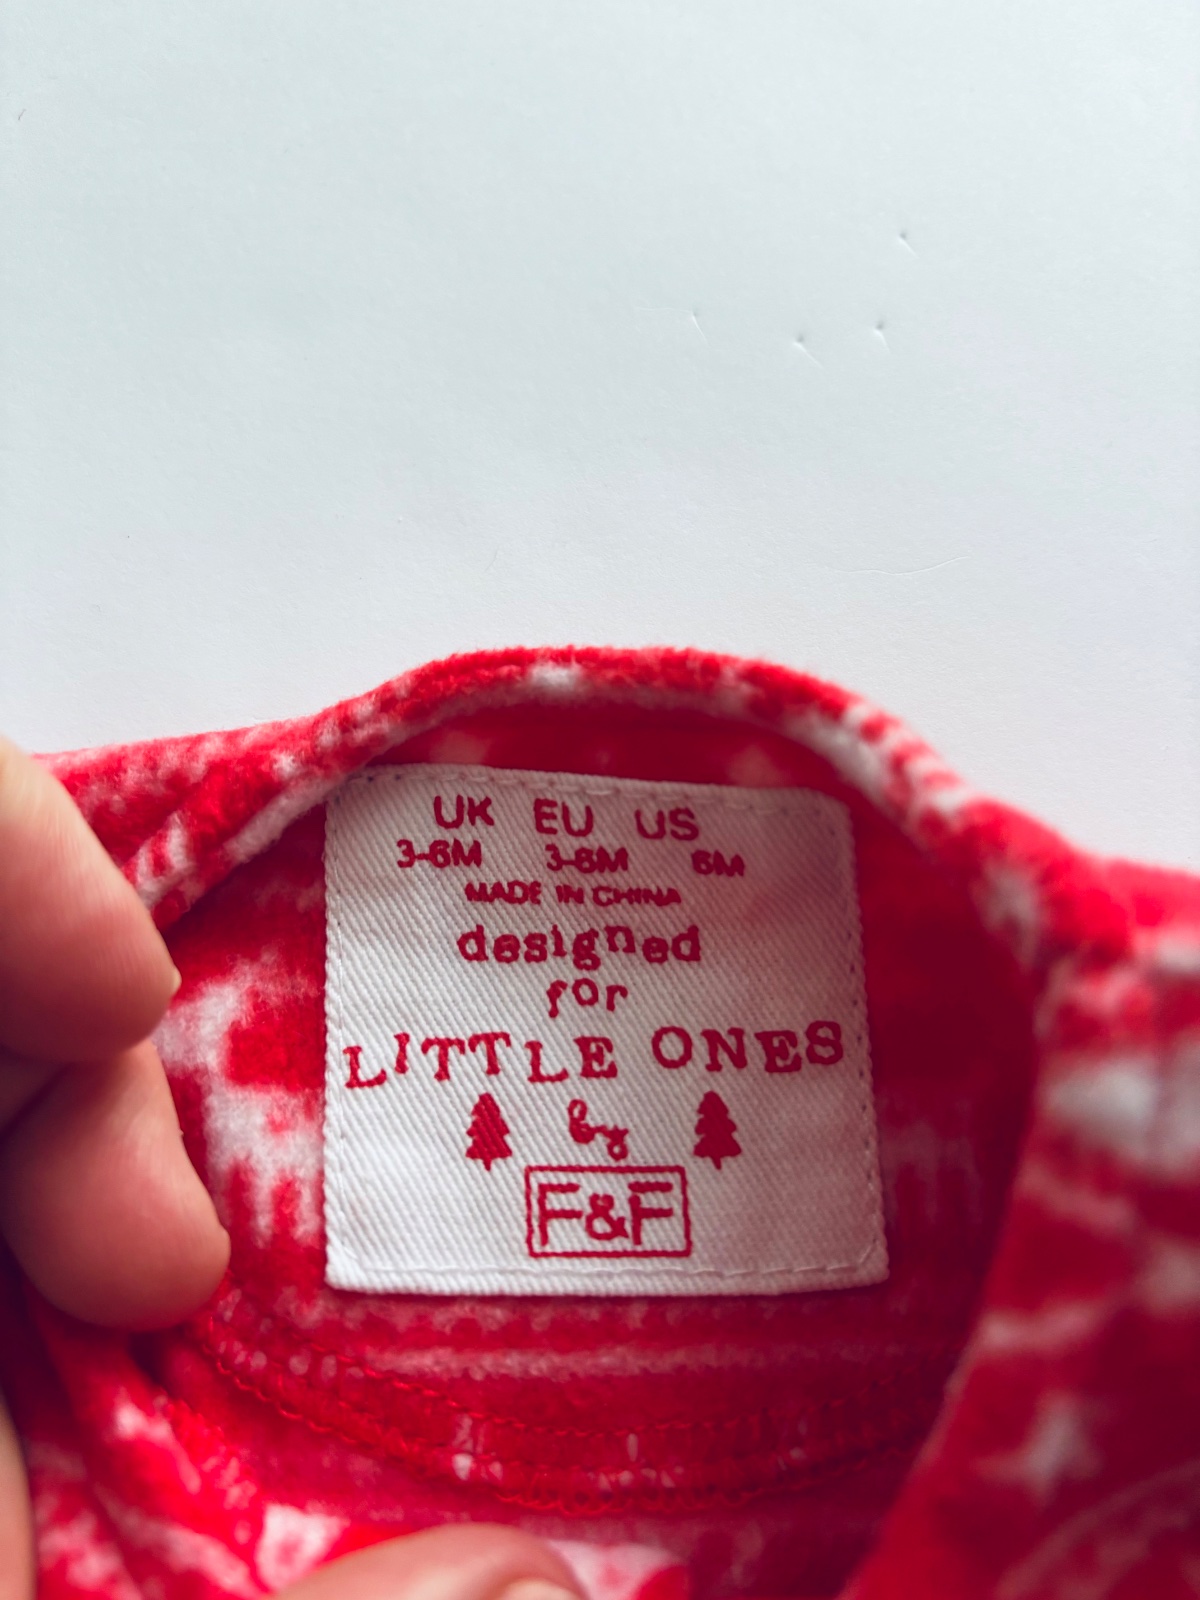 UK EU US
3-6M 3-6M 6M
MADE IN CHINA
designed
for
LITTLE ONES
by
F&F